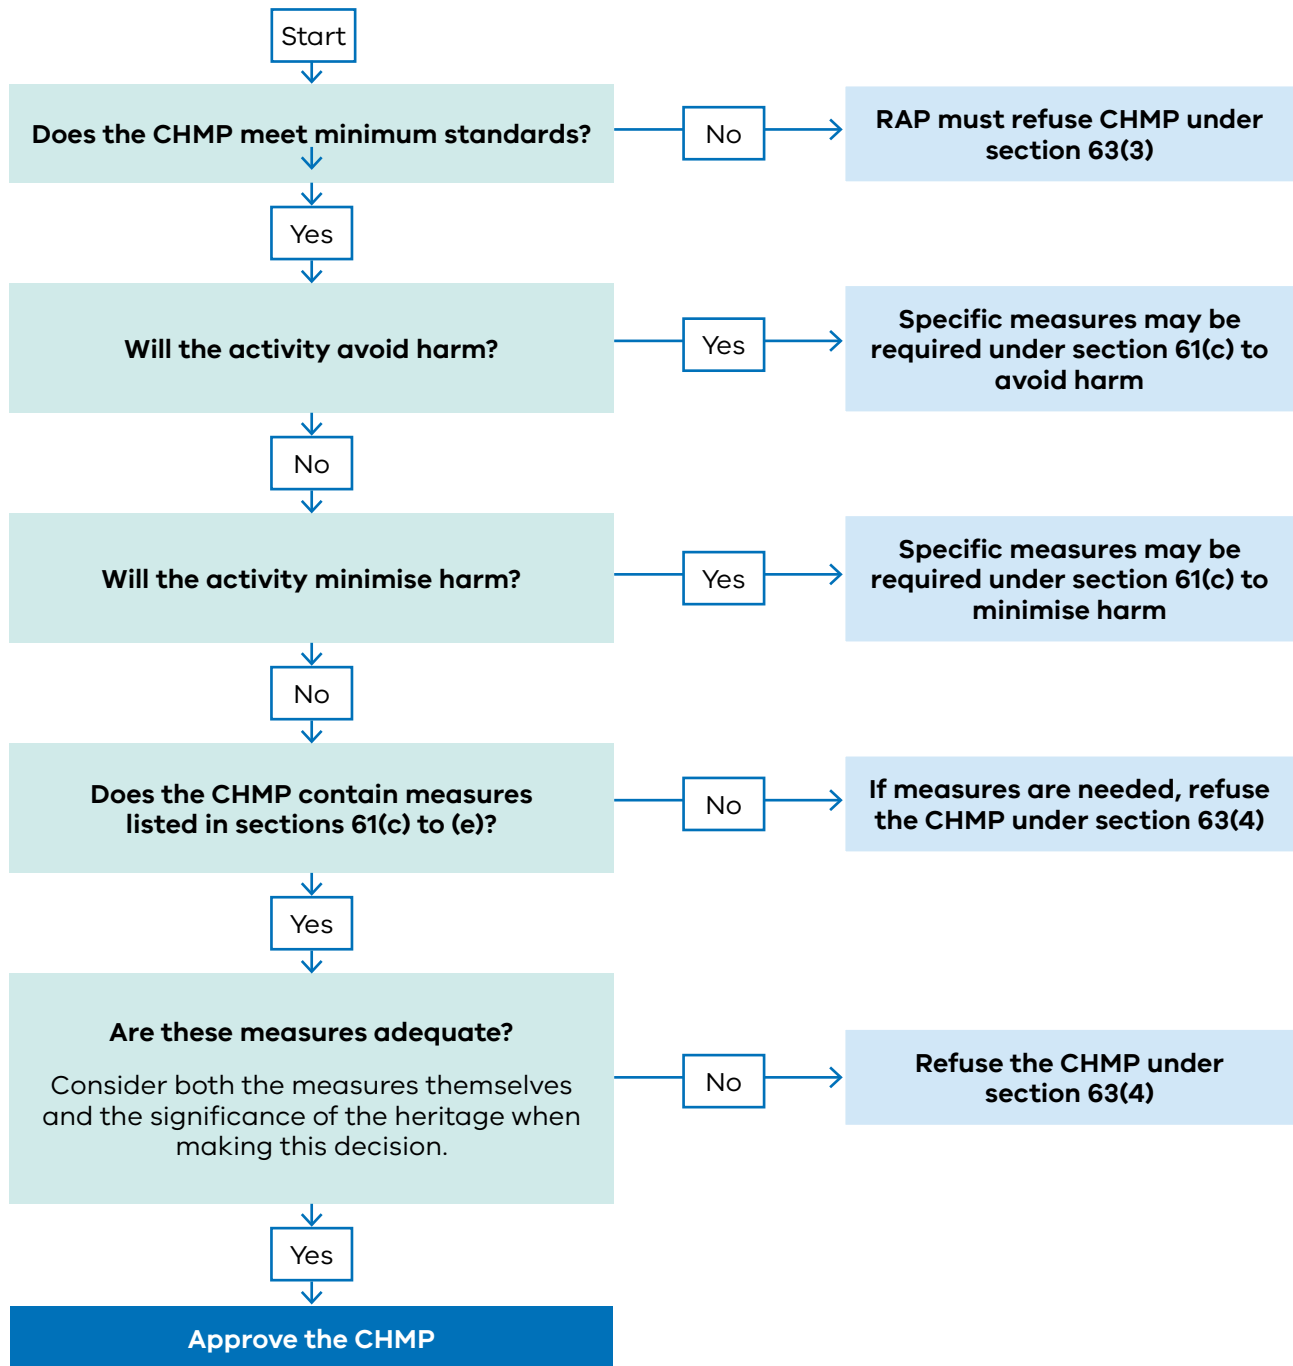 Start
Does the CHMP meet minimum standards?
No
RAP must refuse CHMP under
section 63(3)
Yes
Will the activity avoid harm?
Yes
Specific measures may be
required under section 61(c) to
avoid harm
No
Will the activity minimise harm?
Yes
Specific measures may be
required under section 61(c) to
minimise harm
No
Does the CHMP contain measures
listed in sections 61(c) to (e)?
No
If measures are needed, refuse
the CHMP under section 63(4)
Yes
Are these measures adequate?
Consider both the measures themselves
and the significance of the heritage when
making this decision.
No
Refuse the CHMP under
section 63(4)
Yes
Approve the CHMP